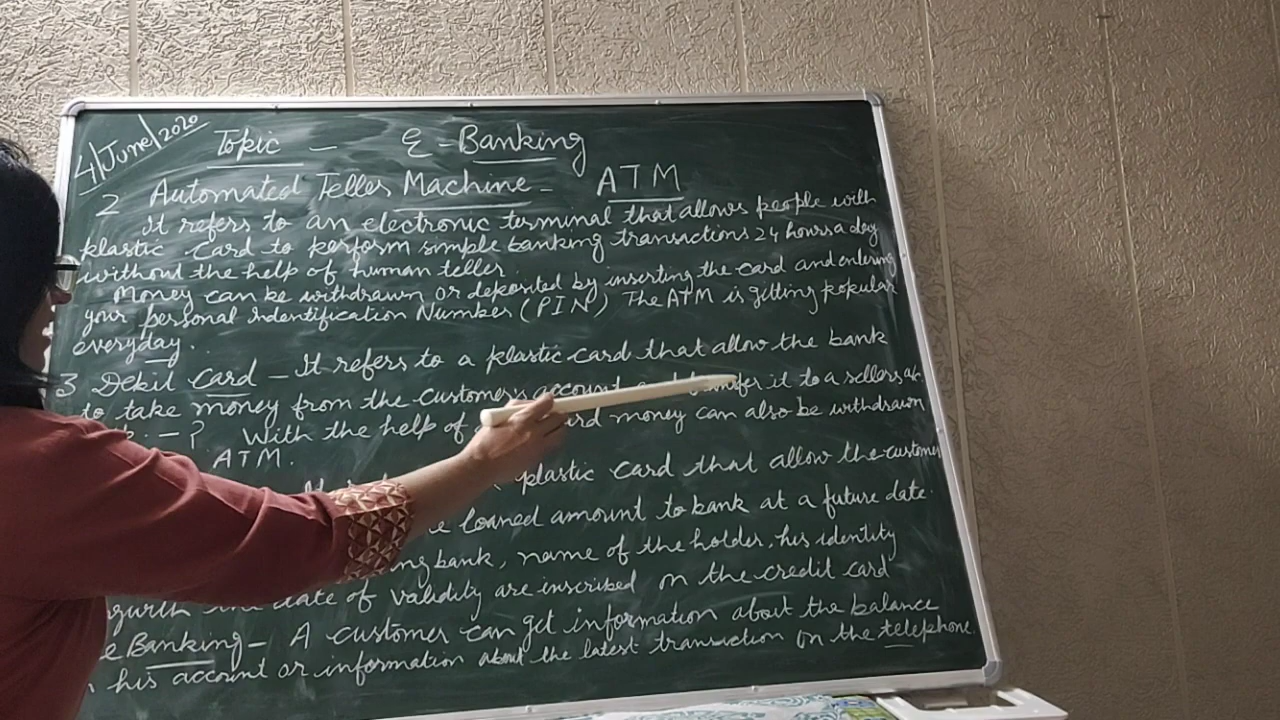 4/June/2020
Topic - E-Banking
2 Automated Teller Machine - ATM
It refers to an electronic terminal that allows people with
plastic card to perform simple banking transactions 24 hours a day
without the help of human teller.
Money can be withdrawn or deposited by inserting the card and entering
your personal Identification Number (PIN) The ATM is getting popular
everyday.
3 Debit Card - It refers to a plastic card that allow the bank
to take money from the customer's account it to a sellers
With the help of money can also be withdrawn
ATM.
plastic card that allow the customer
loaned amount to bank at a future date.
bank, name of the holder, his identity
date of validity are inscribed on the credit card
Banking - A customer can get information about the balance
his account or information about the latest transaction on the telephone.